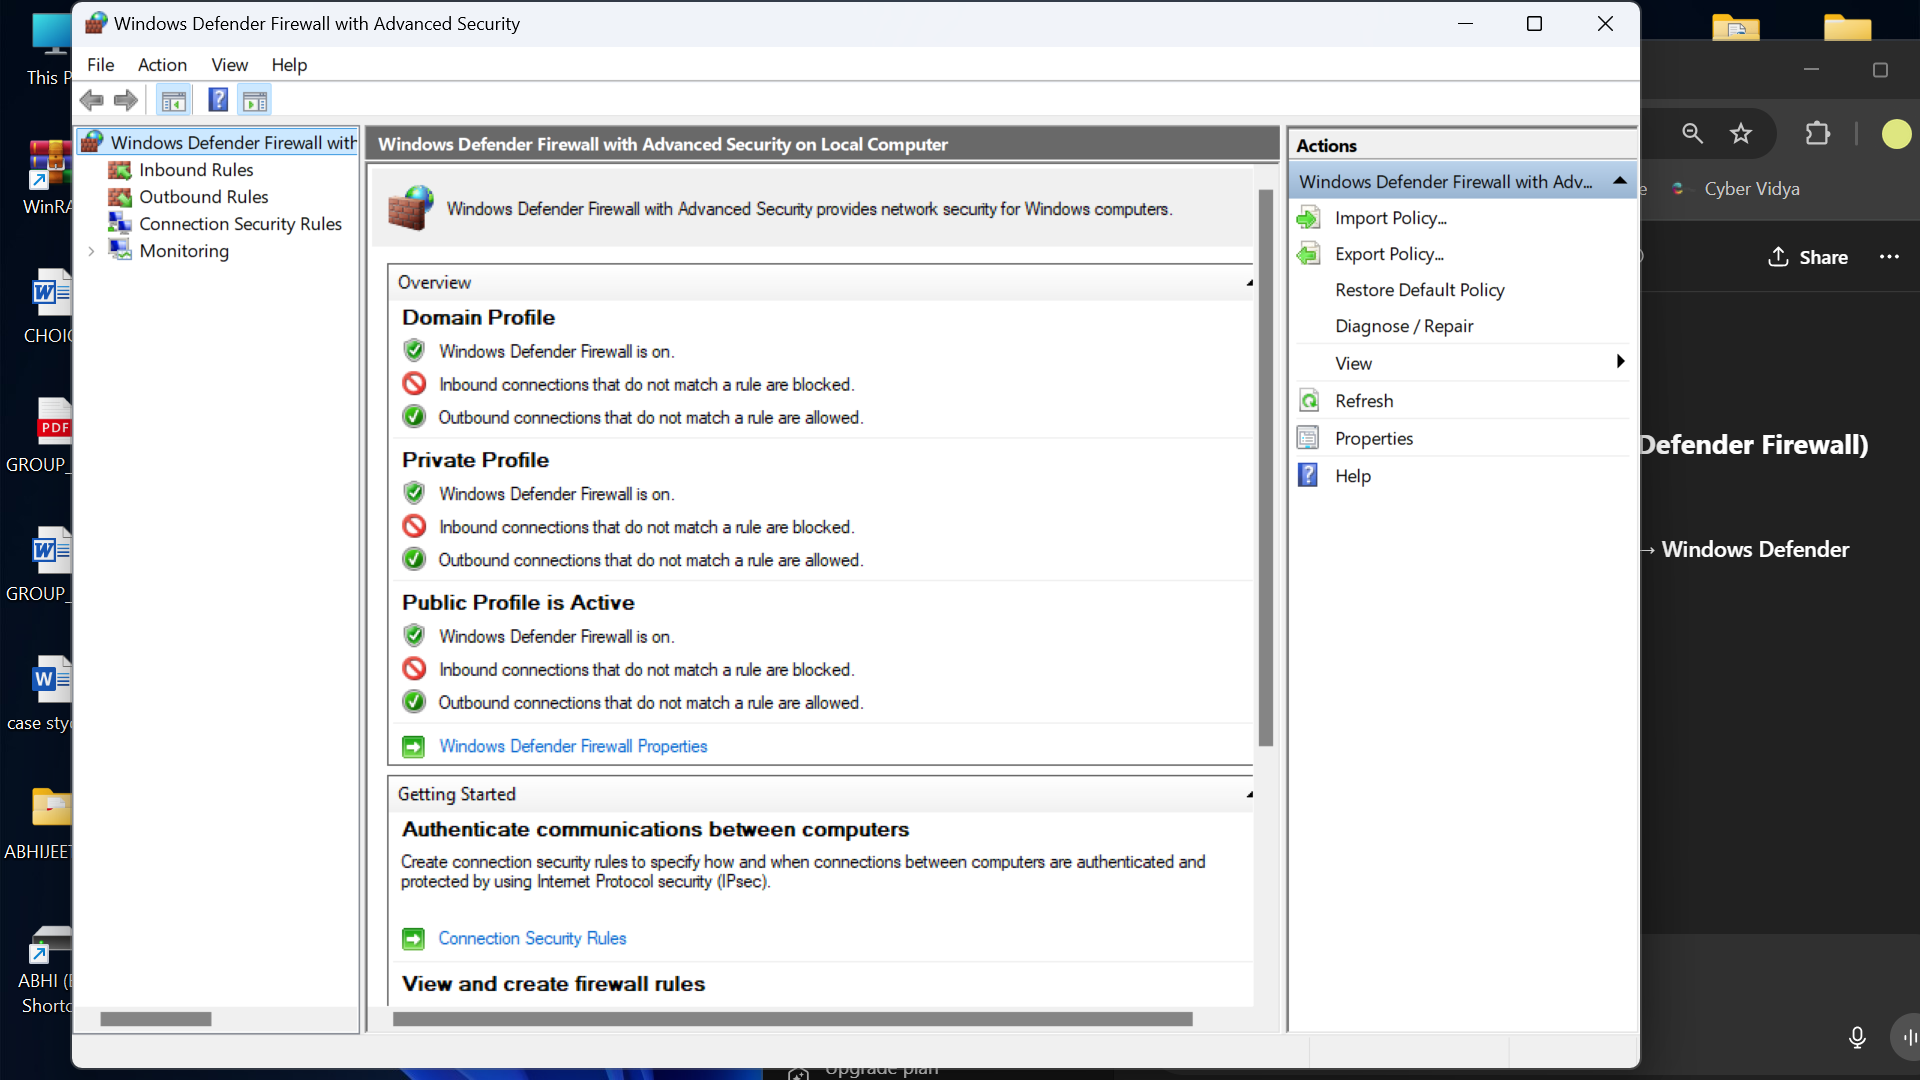 Windows Defender Firewall with Advanced Security
File Action View Help
Windows Defender Firewall with
Inbound Rules
Outbound Rules
Connection Security Rules
Monitoring
Windows Defender Firewall with Advanced Security on Local Computer
Windows Defender Firewall with Advanced Security provides network security for Windows computers.
Overview
Domain Profile
Windows Defender Firewall is on.
Inbound connections that do not match a rule are blocked.
Outbound connections that do not match a rule are allowed.
Private Profile
Windows Defender Firewall is on.
Inbound connections that do not match a rule are blocked.
Outbound connections that do not match a rule are allowed.
Public Profile is Active
Windows Defender Firewall is on.
Inbound connections that do not match a rule are blocked.
Outbound connections that do not match a rule are allowed.
Windows Defender Firewall Properties
Getting Started
Authenticate communications between computers
Create connection security rules to specify how and when connections between computers are authenticated and
protected by using Internet Protocol security (IPsec).
Connection Security Rules
View and create firewall rules
Actions
Windows Defender Firewall with Adv...
Import Policy...
Export Policy...
Restore Default Policy
Diagnose / Repair
View
Refresh
Properties
Help
This P
WinRA
CHOIC
PDF
GROUP_
GROUP_
case sty
ABHIJEET
ABHI (E
Shortc
e Cyber Vidya
Share
Defender Firewall)
→ Windows Defender
Upgrade plan